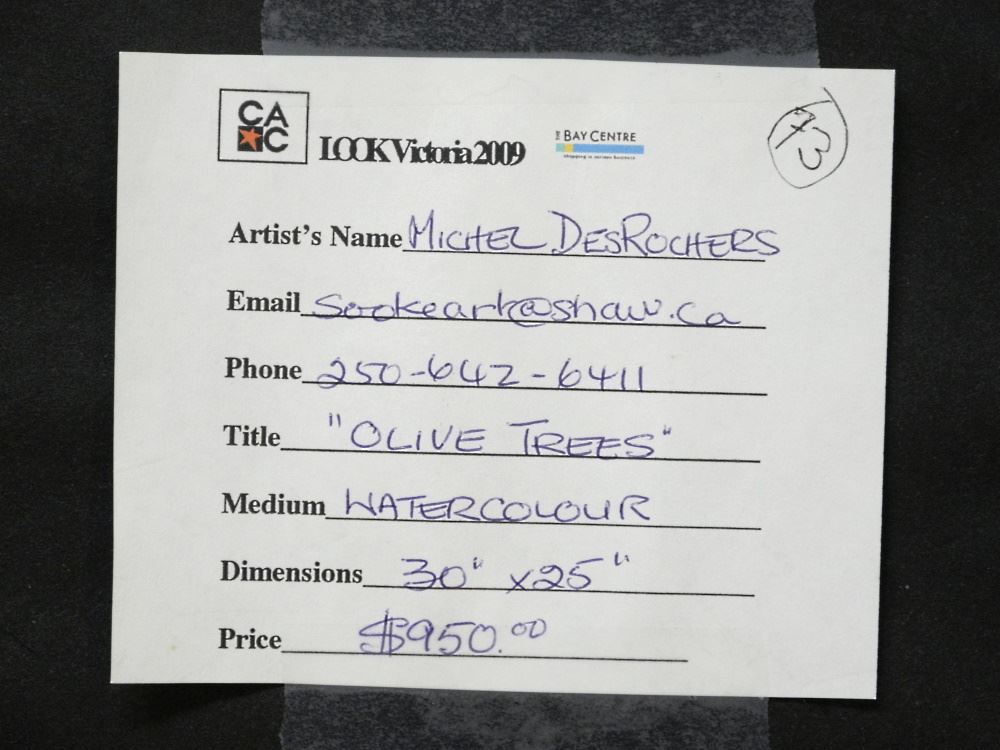 CA
C
LOOK Victoria 2009
THE BAY CENTRE
73
Artist's Name MICHEL DESROCHERS
Email Sookeart@shaw.ca
Phone 250-642-6411
Title "OLIVE TREES"
Medium WATERCOLOUR
Dimensions 30" x25"
Price $950.00